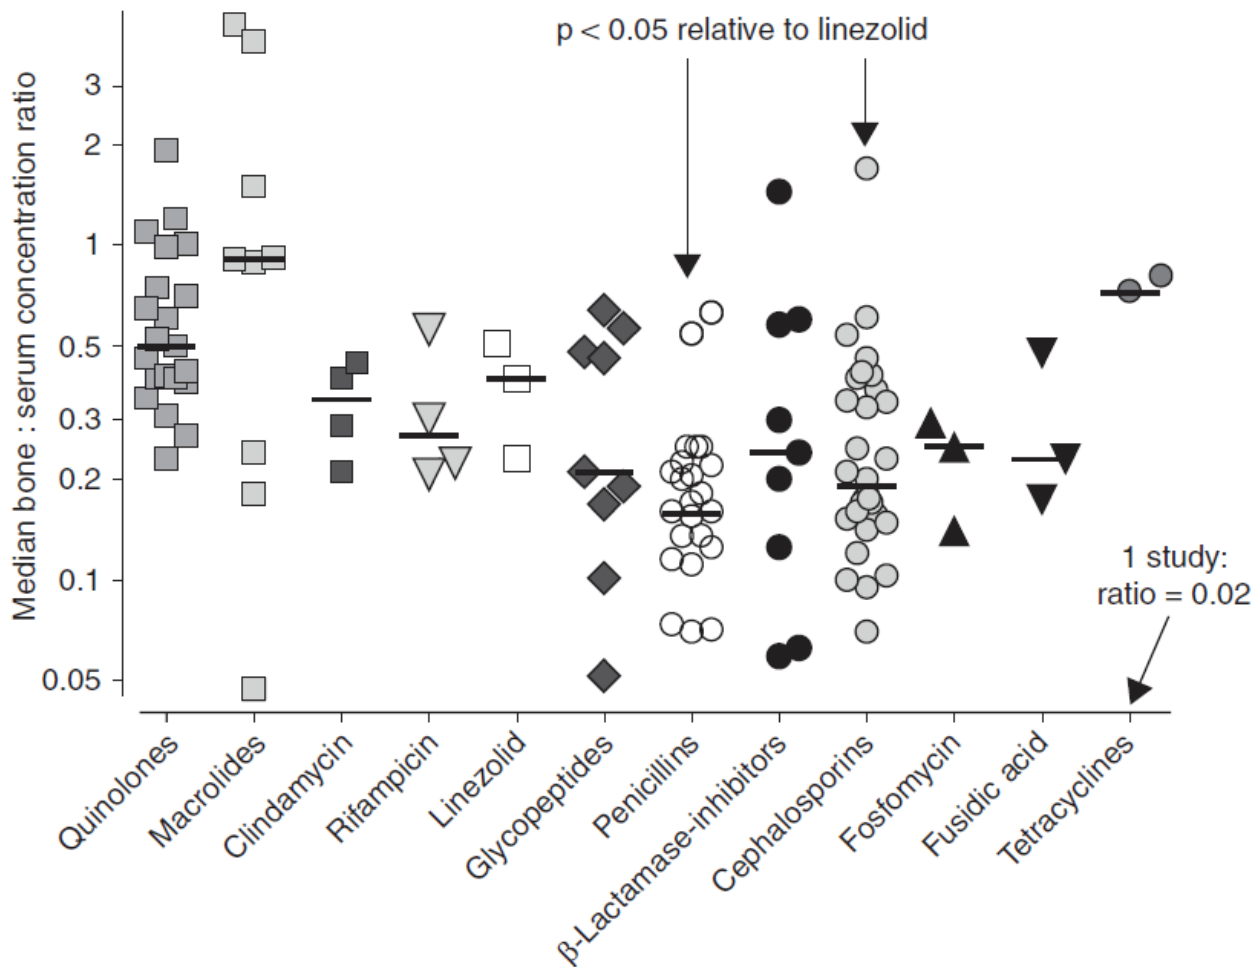 p < 0.05 relative to linezolid
Median bone : serum concentration ratio
3
2
1
0.5
0.3
0.2
0.1
0.05
1 study:
ratio = 0.02
Quinolones
Macrolides
Clindamycin
Rifampicin
Linezolid
Glycopeptides
Penicillins
β-Lactamase-inhibitors
Cephalosporins
Fosfomycin
Fusidic acid
Tetracyclines